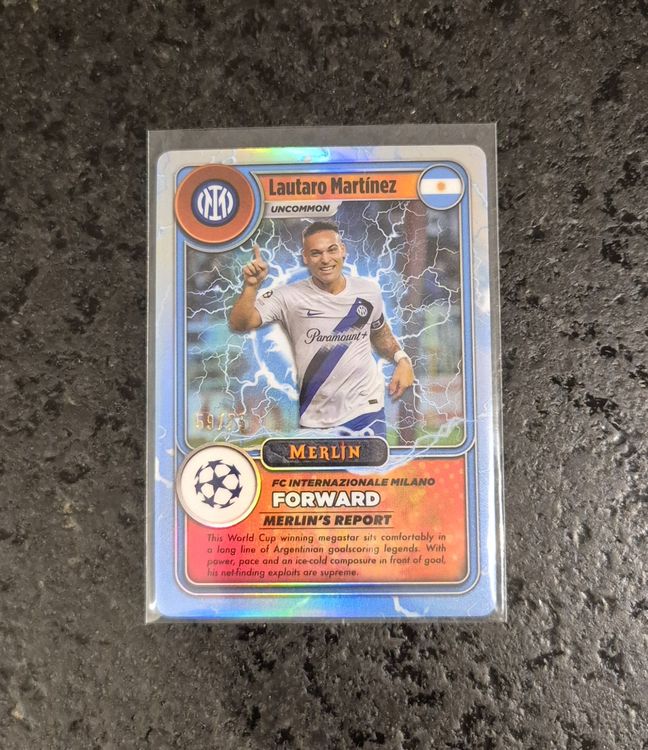 Lautaro Martínez
UNCOMMON
Paramount+
MERLIN
FC INTERNAZIONALE MILANO
FORWARD
MERLIN'S REPORT
This World Cup winning megastar sits comfortably in
a long line of Argentinian goalscoring legends. With
power, pace and an ice-cold composure in front of goal,
his net-finding exploits are supreme.